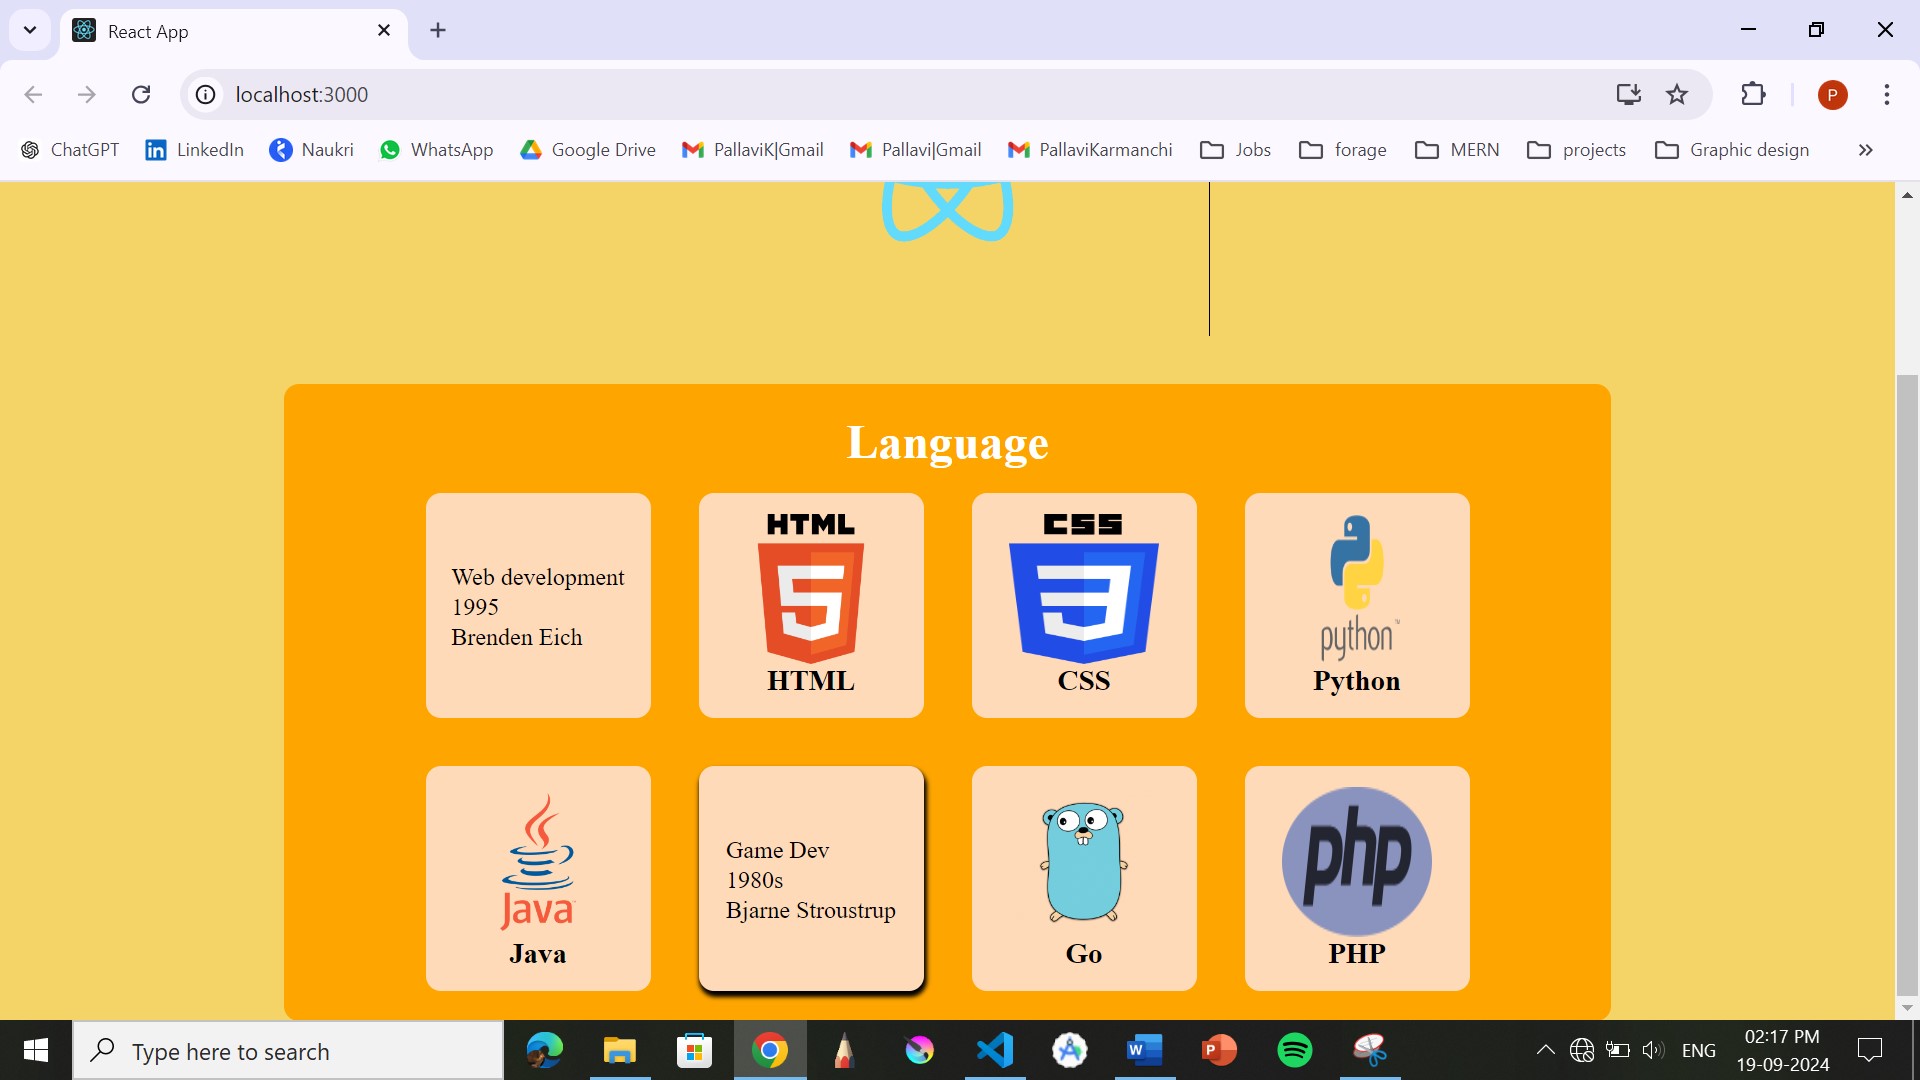 React App
localhost:3000
P
ChatGPT LinkedIn Naukri WhatsApp Google Drive PallaviK|Gmail Pallavi|Gmail PallaviKarmanchi Jobs forage MERN projects Graphic design
Language
Web development
1995
Brenden Eich
HTML
5
HTML
CSS
3
CSS
python™
Python
Java
Java
Game Dev
1980s
Bjarne Stroustrup
Go
php
PHP
Type here to search
W
P
ENG
02:17 PM
19-09-2024